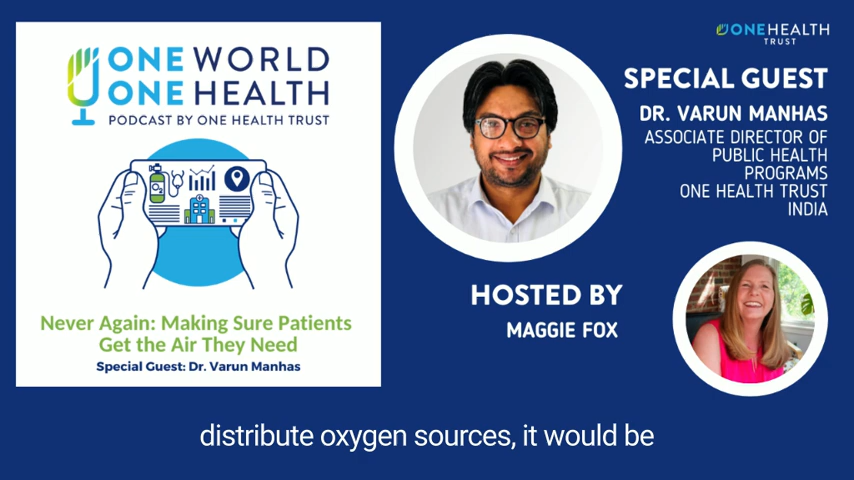 ONE WORLD
ONE HEALTH
PODCAST BY ONE HEALTH TRUST
Never Again: Making Sure Patients
Get the Air They Need
Special Guest: Dr. Varun Manhas
ONEHEALTH
TRUST
SPECIAL GUEST
DR. VARUN MANHAS
ASSOCIATE DIRECTOR OF
PUBLIC HEALTH
PROGRAMS
ONE HEALTH TRUST
INDIA
HOSTED BY
MAGGIE FOX
distribute oxygen sources, it would be